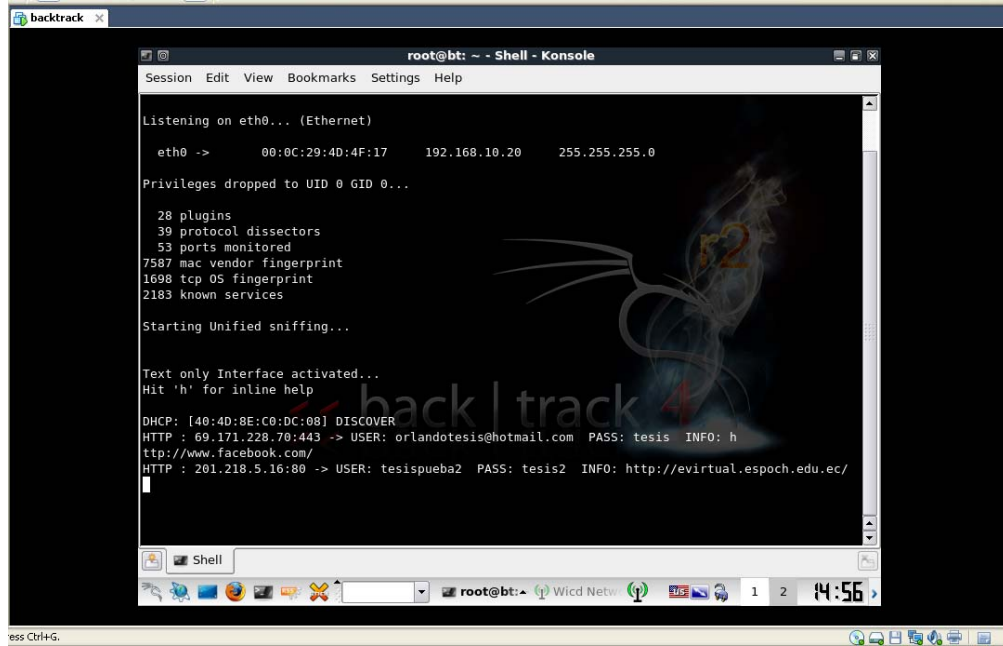 backtrack
root@bt: ~ - Shell - Konsole
Session Edit View Bookmarks Settings Help
Listening on eth0... (Ethernet)
eth0 -> 00:0C:29:4D:4F:17 192.168.10.20 255.255.255.0
Privileges dropped to UID 0 GID 0...
28 plugins
39 protocol dissectors
53 ports monitored
7587 mac vendor fingerprint
1698 tcp OS fingerprint
2183 known services
Starting Unified sniffing...
Text only Interface activated...
Hit 'h' for inline help
DHCP: [40:4D:8E:C0:DC:08] DISCOVER
HTTP : 69.171.228.70:443 -> USER: orlandotesis@hotmail.com PASS: tesis INFO: h
ttp://www.facebook.com/
HTTP : 201.218.5.16:80 -> USER: tesispueba2 PASS: tesis2 INFO: http://evirtual.espoch.edu.ec/
r2
<< back | track 4
Shell
root@bt: Wicd Netw US 1 2 14:56
ress Ctrl+G.